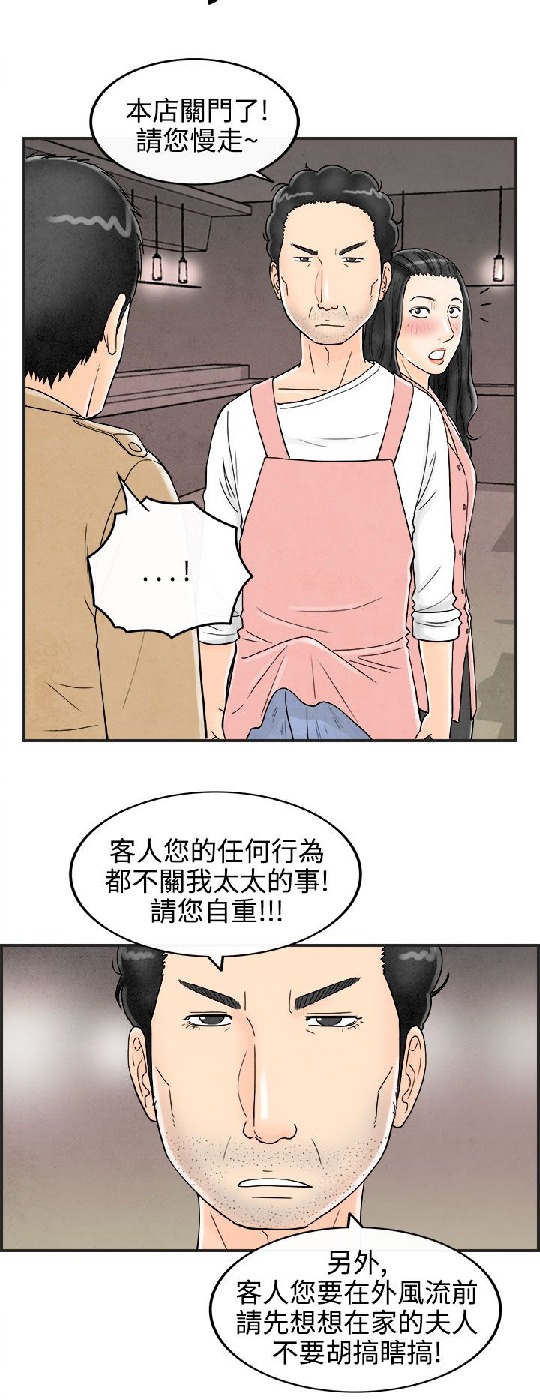 本店關門了!
請您慢走~
...!
客人您的任何行為
都不關我太太的事!
請您自重!!!
另外,
客人您要在外風流前
請先想想在家的夫人
不要胡搞瞎搞!